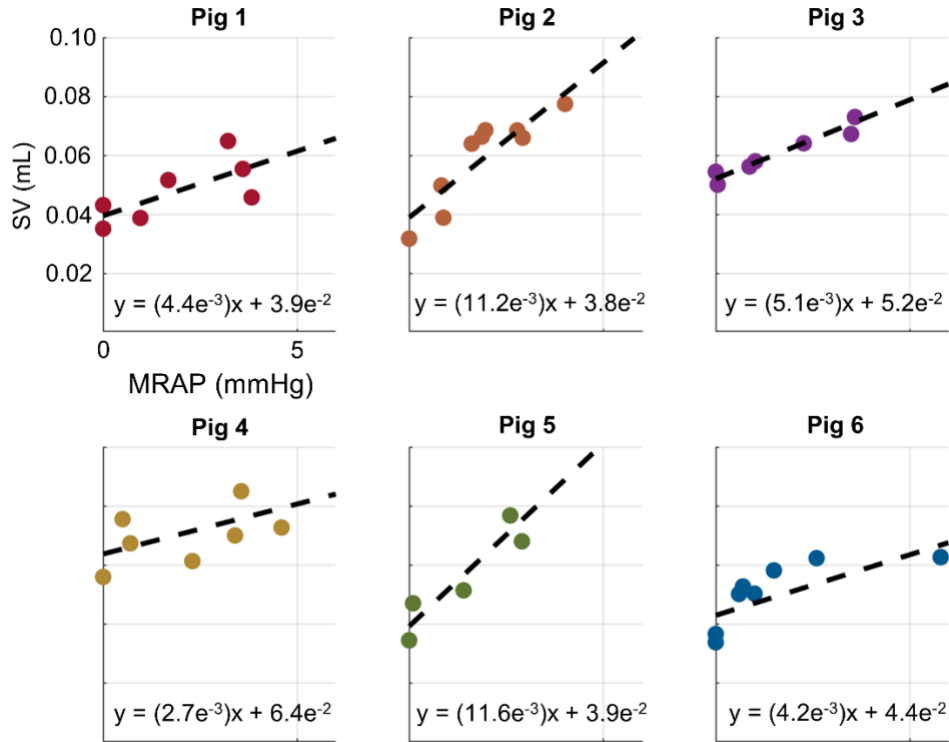 Pig 1
Pig 2
Pig 3
0.10
0.08
0.06
0.04
0.02
SV (mL)
y = (4.4e⁻³)x + 3.9e⁻²
y = (11.2e⁻³)x + 3.8e⁻²
y = (5.1e⁻³)x + 5.2e⁻²
0
5
MRAP (mmHg)
Pig 4
Pig 5
Pig 6
y = (2.7e⁻³)x + 6.4e⁻²
y = (11.6e⁻³)x + 3.9e⁻²
y = (4.2e⁻³)x + 4.4e⁻²